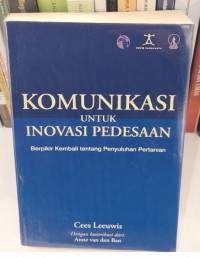 KOMUNIKASI
UNTUK
INOVASI PEDESAAN
Berpikir Kembali tentang Penyuluhan Pertanian
Cees Leeuwis
Dengan kontribusi dari:
Anne van den Ban